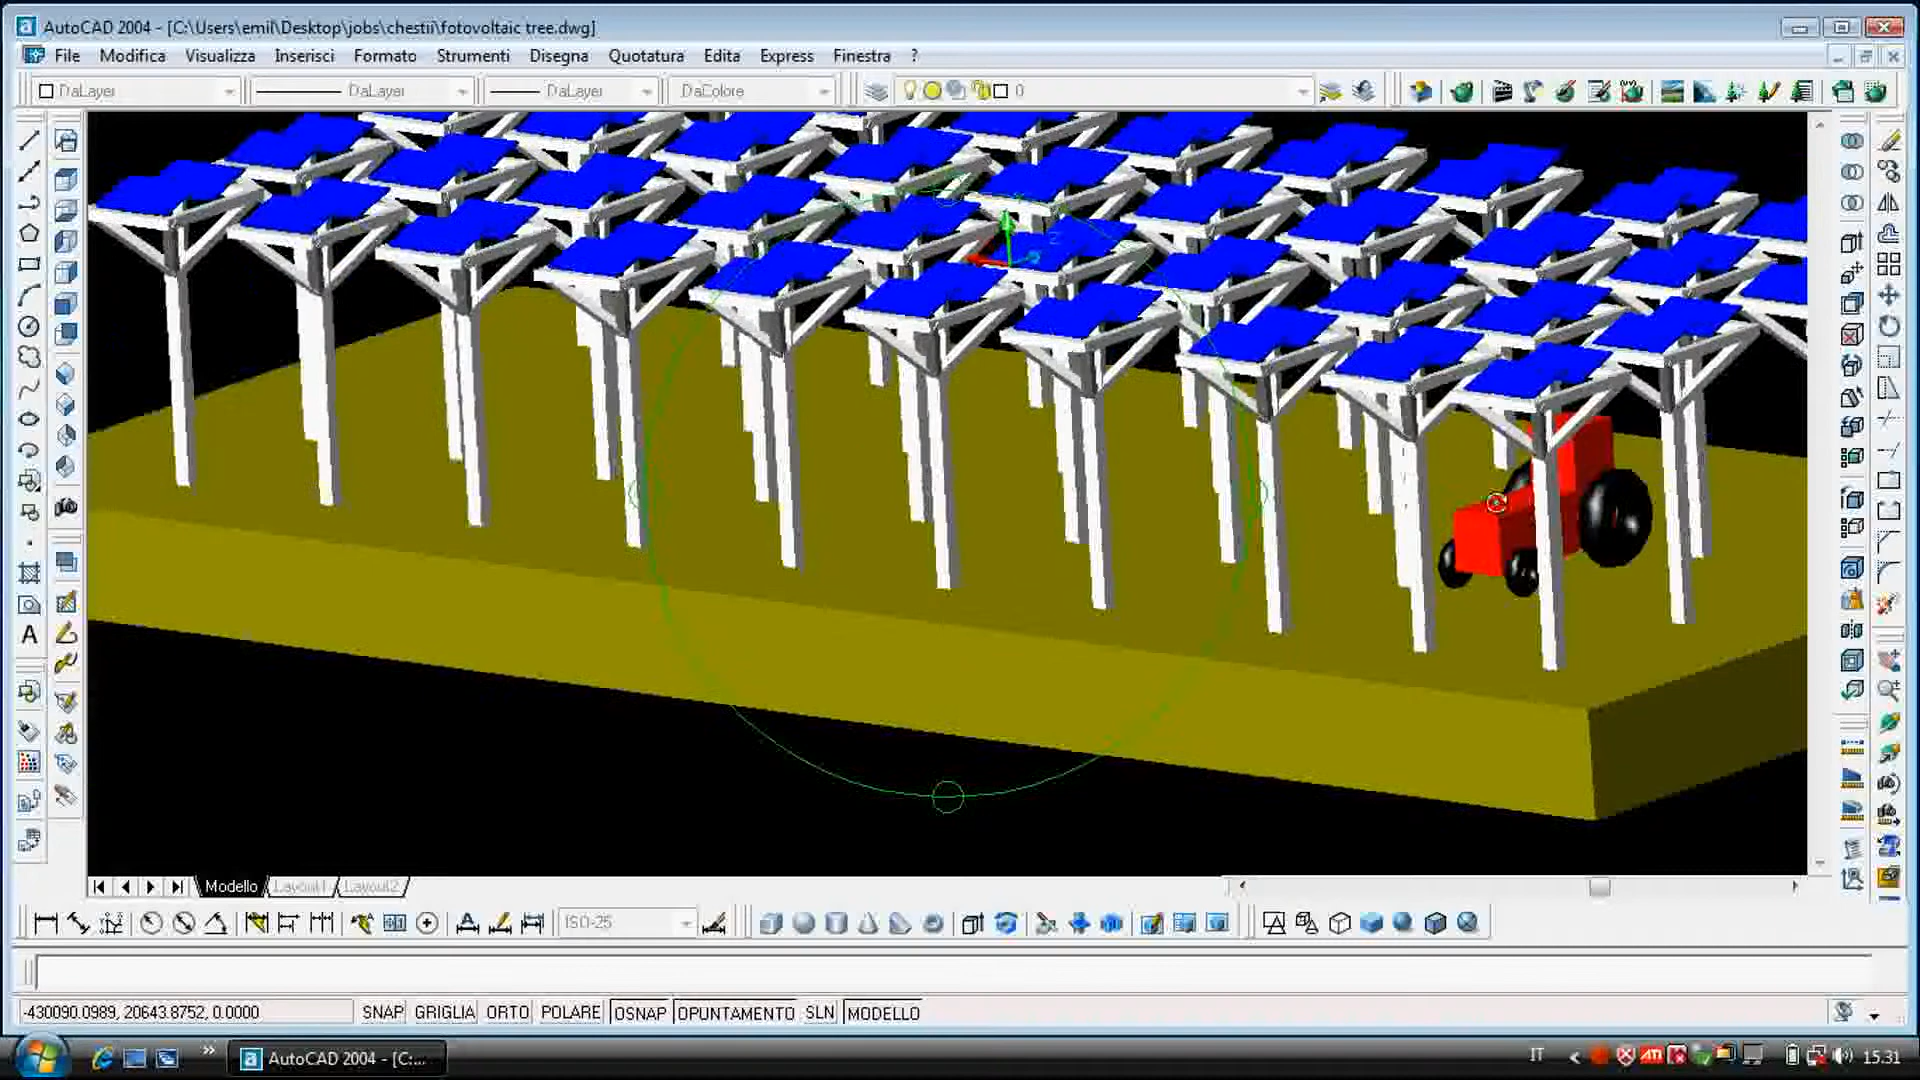 AutoCAD 2004 - [C:\Users\emil\Desktop\jobs\chestii\fotovoltaic tree.dwg]
File Modifica Visualizza Inserisci Formato Strumenti Disegna Quotatura Edita Express Finestra ?
DaLayer DaLayer DaLayer DaColore 0
A
Modello Layout1 Layout2
ISO-25
-430090.0989, 20643.8752, 0.0000 SNAP GRIGLIA ORTO POLARE OSNAP OPUNTAMENTO SLN MODELLO
AutoCAD 2004 - [C:... IT 15.31